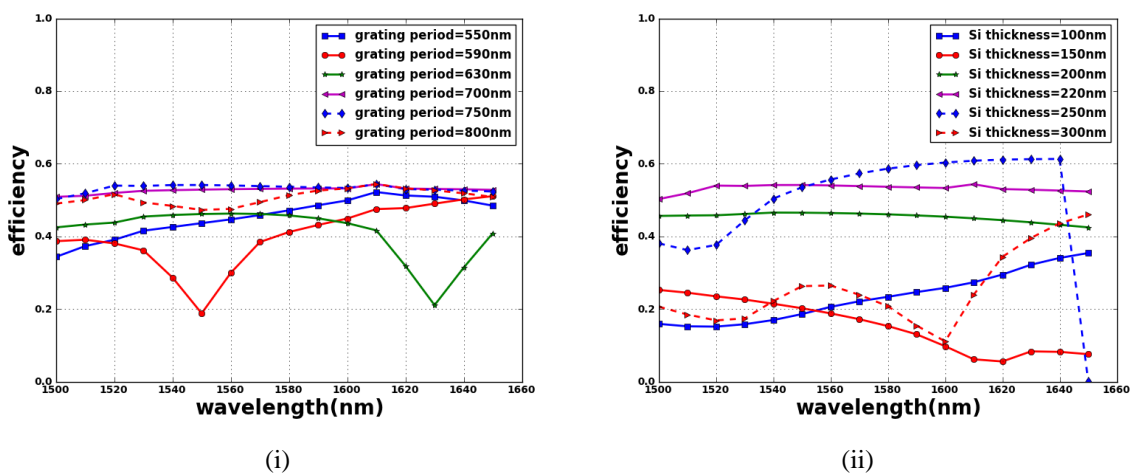 1.0
0.8
0.6
0.4
0.2
0.0
efficiency
1500 1520 1540 1560 1580 1600 1620 1640 1660
wavelength(nm)
grating period=550nm
grating period=590nm
grating period=630nm
grating period=700nm
grating period=750nm
grating period=800nm
(i)
1.0
0.8
0.6
0.4
0.2
0.0
efficiency
1500 1520 1540 1560 1580 1600 1620 1640 1660
wavelength(nm)
Si thickness=100nm
Si thickness=150nm
Si thickness=200nm
Si thickness=220nm
Si thickness=250nm
Si thickness=300nm
(ii)